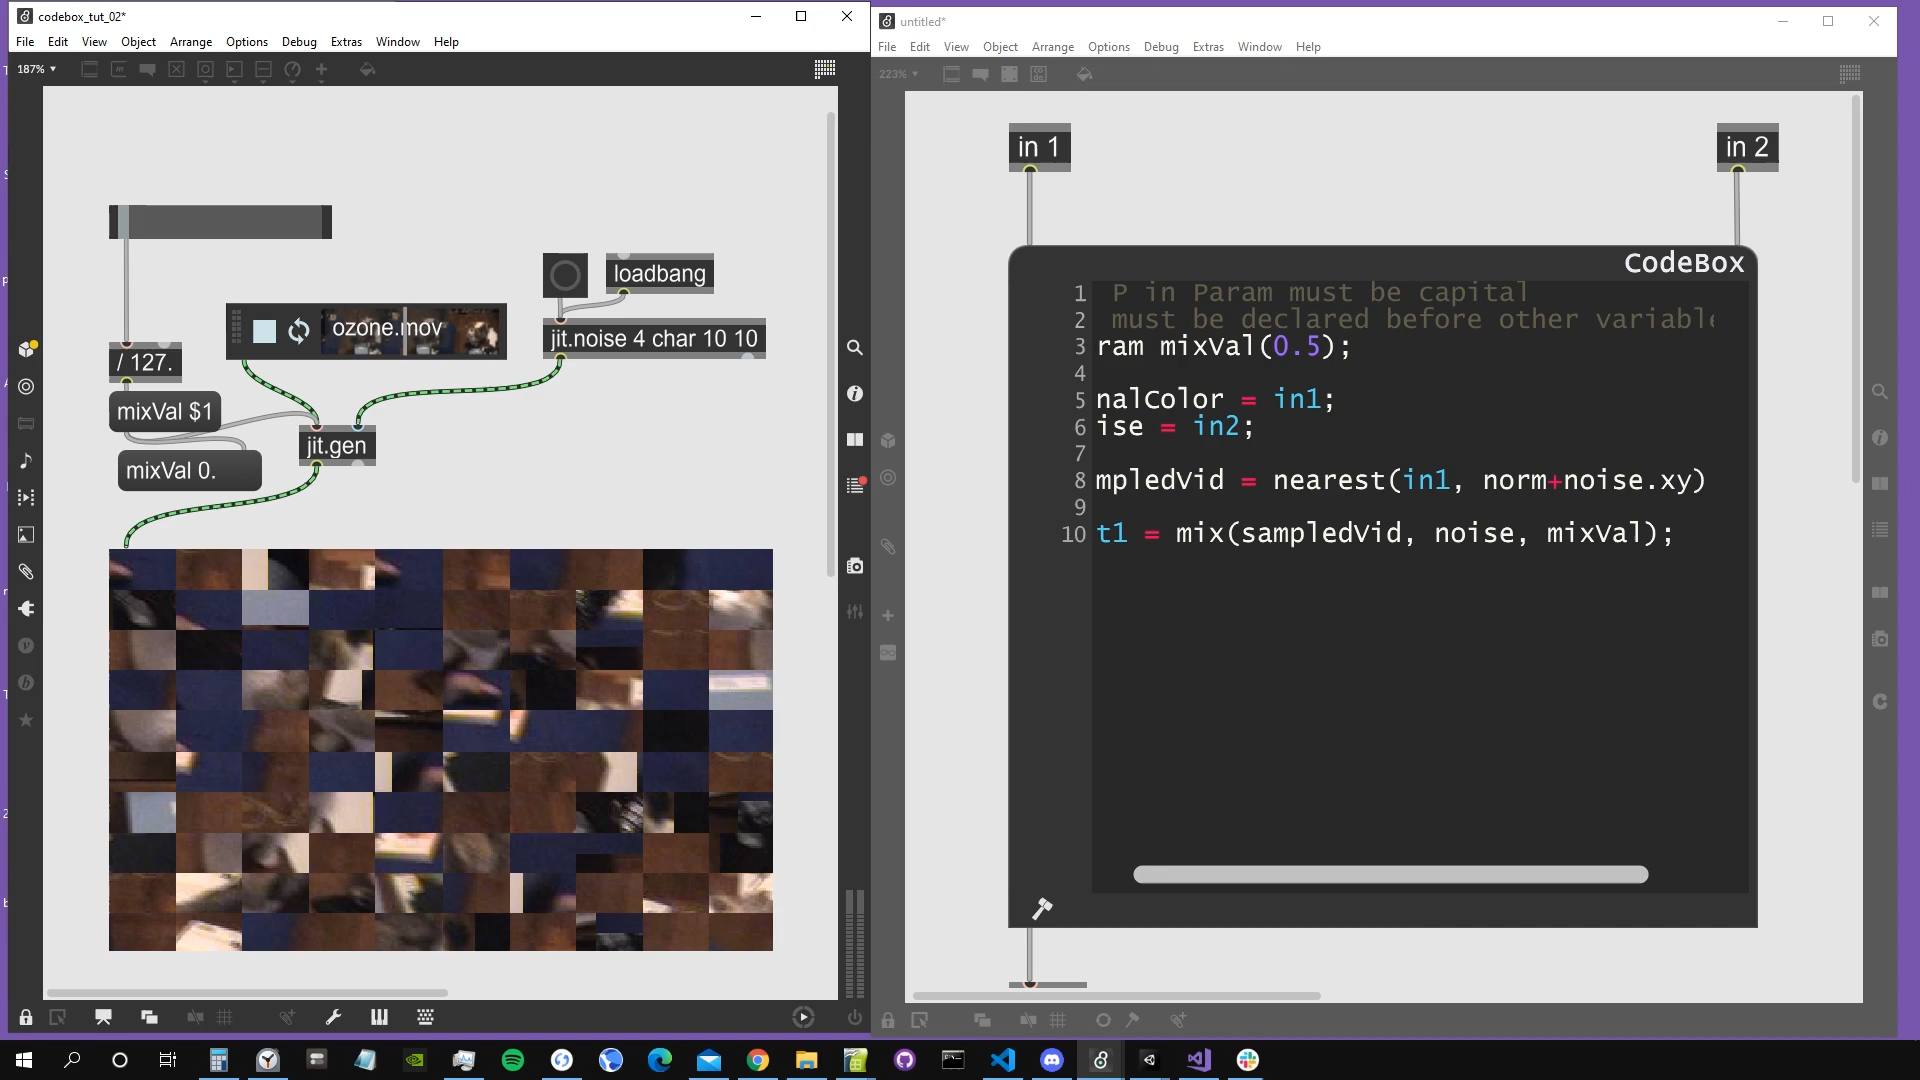 codebox_tut_02*
File Edit View Object Arrange Options Debug Extras Window Help
187%
loadbang
ozone.mov
jit.noise 4 char 10 10
/ 127.
mixVal $1
jit.gen
mixVal 0.
untitled*
File Edit View Object Arrange Options Debug Extras Window Help
223%
in 1
in 2
CodeBox
1 P in Param must be capital
2 must be declared before other variable
3 ram mixVal(0.5);
4
5 nalColor = in1;
6 ise = in2;
7
8 mpledVid = nearest(in1, norm+noise.xy)
9
10 t1 = mix(sampledVid, noise, mixVal);